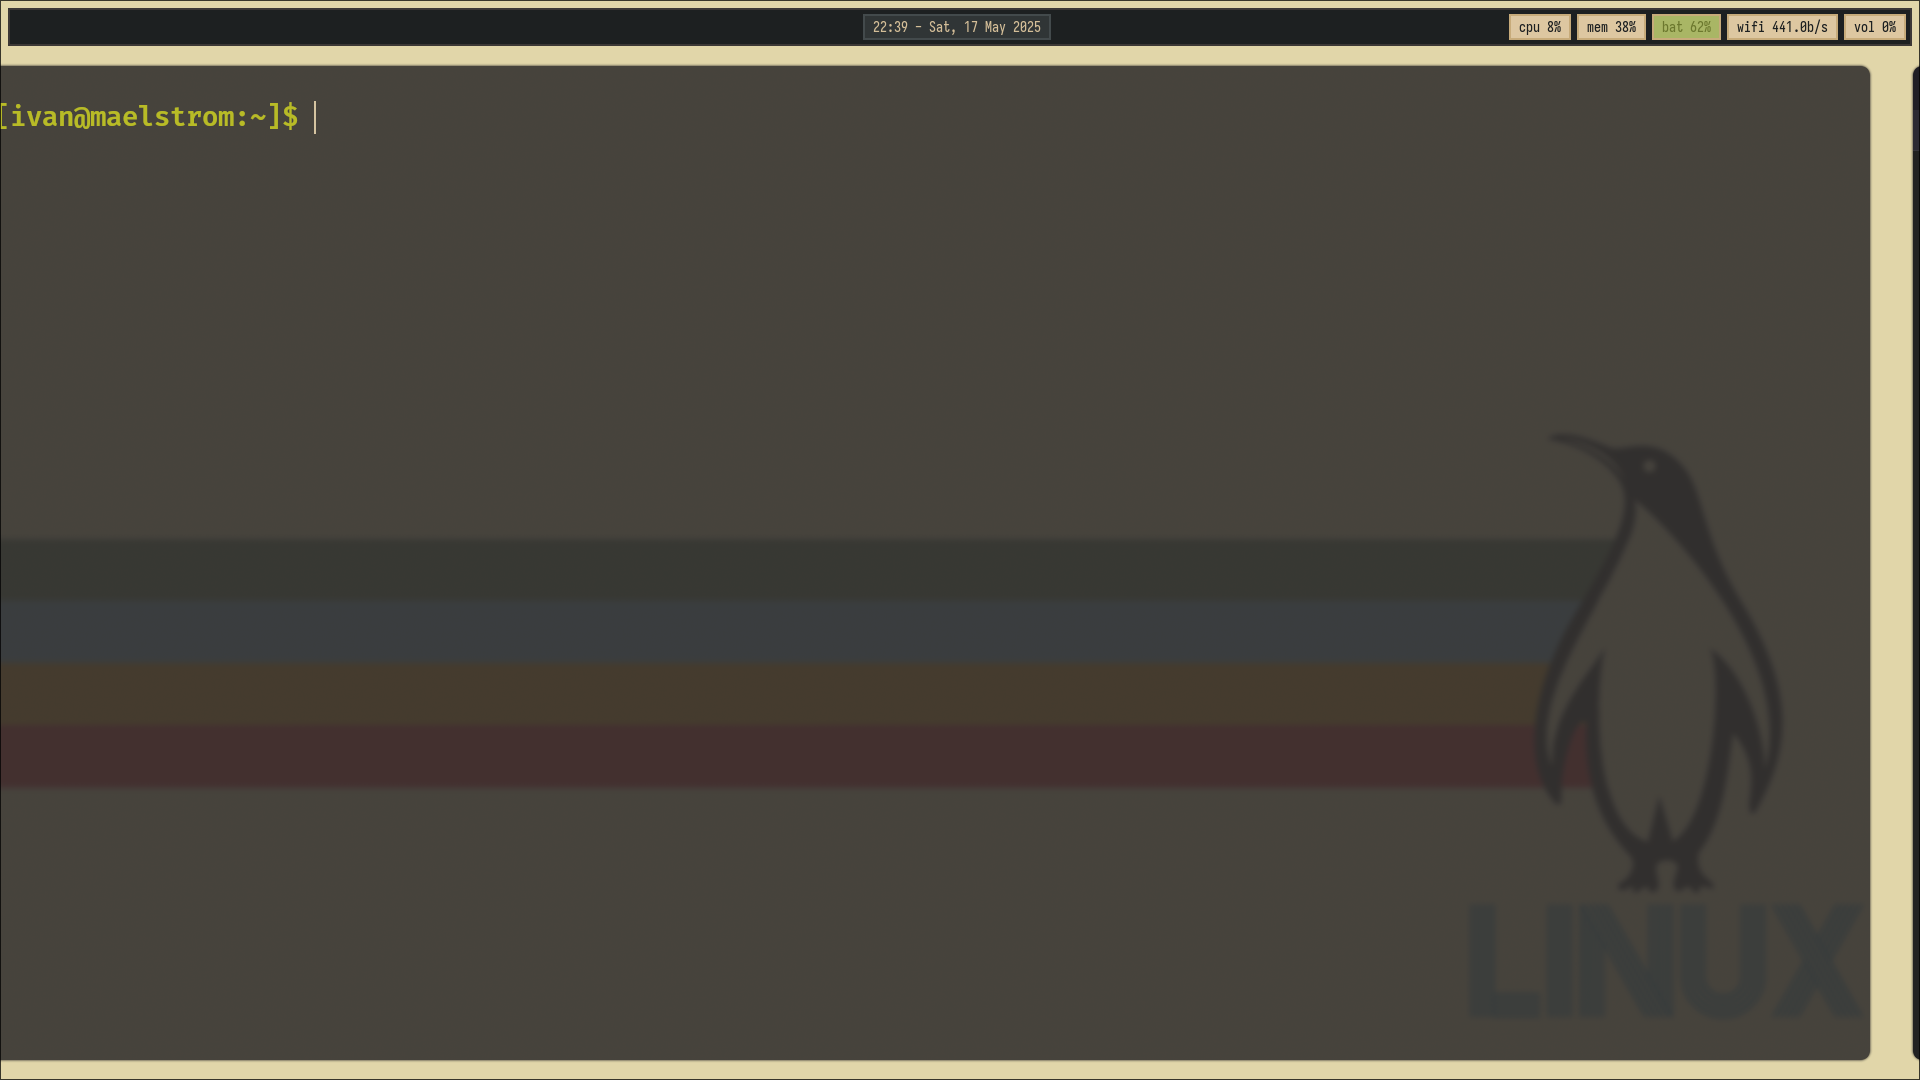 22:39 - Sat, 17 May 2025
cpu 8% mem 38% bat 62% wifi 441.0b/s vol 0%
[ivan@maelstrom:~]$
LINUX